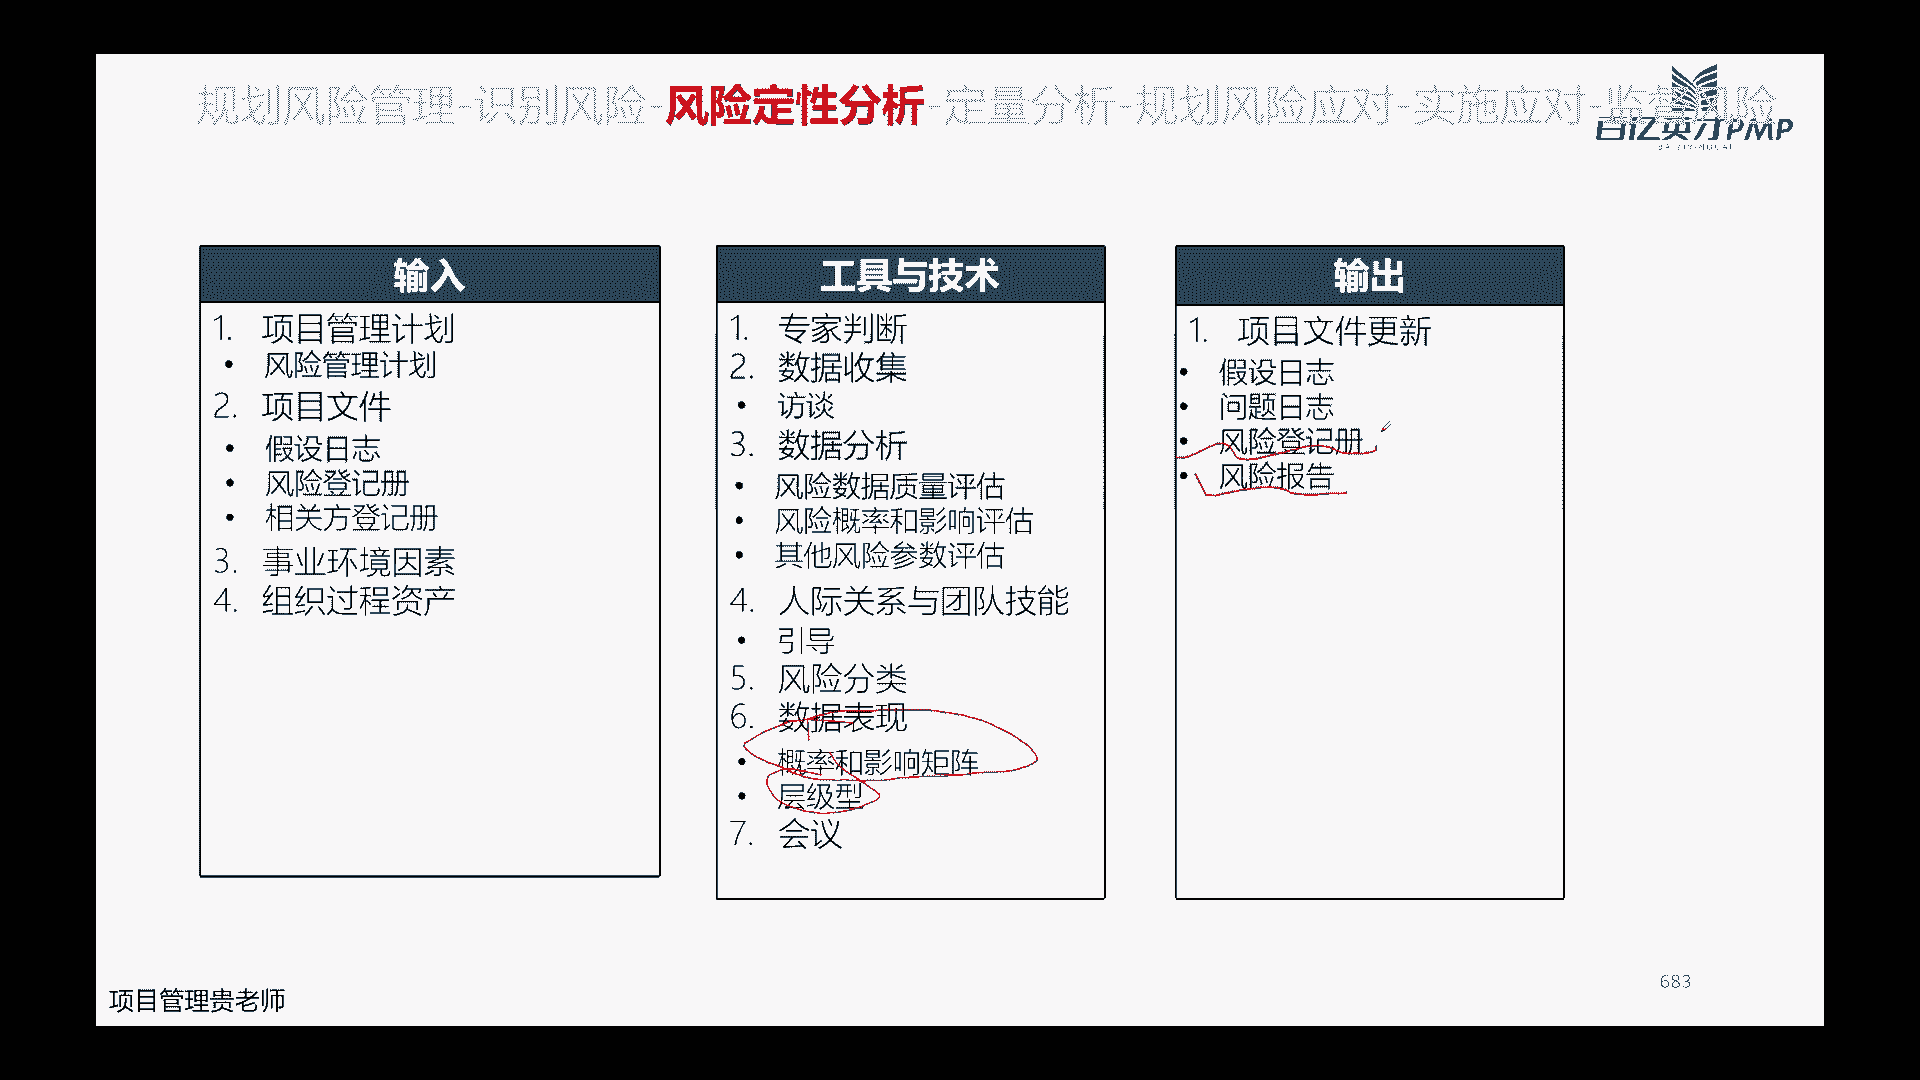 规划风险管理-识别风险-风险定性分析-定量分析-规划风险应对-实施应对-监督风险
百亿英才PMP
输入
1. 项目管理计划
• 风险管理计划
2. 项目文件
• 假设日志
• 风险登记册
• 相关方登记册
3. 事业环境因素
4. 组织过程资产
工具与技术
1. 专家判断
2. 数据收集
• 访谈
3. 数据分析
• 风险数据质量评估
• 风险概率和影响评估
• 其他风险参数评估
4. 人际关系与团队技能
• 引导
5. 风险分类
6. 数据表现
• 概率和影响矩阵
• 层级型
7. 会议
输出
1. 项目文件更新
• 假设日志
• 问题日志
• 风险登记册
• 风险报告
683
项目管理贵老师